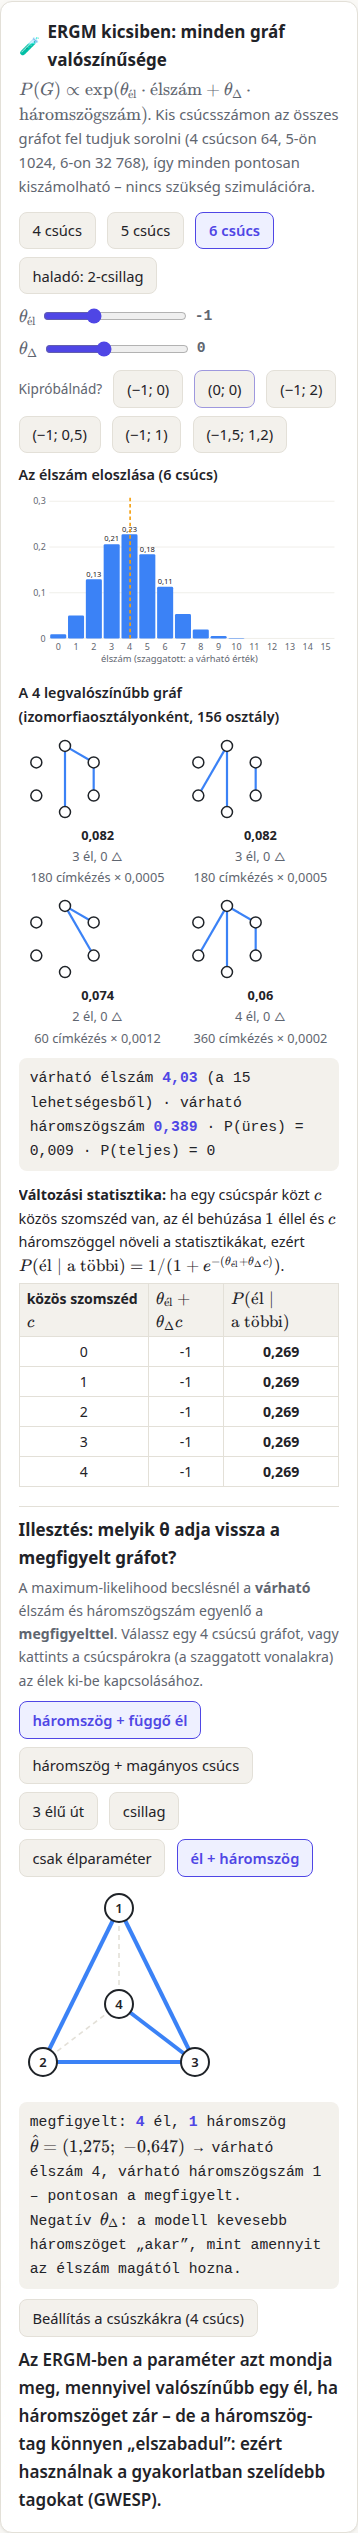 🧪 ERGM kicsiben: minden gráf
valószínűsége
P(G) ∝ exp(θ_él · élszám + θ_Δ ·
háromszögszám). Kis csúcsszámon az összes
gráfot fel tudjuk sorolni (4 csúcson 64, 5-ön
1024, 6-on 32 768), így minden pontosan
kiszámolható – nincs szükség szimulációra.
4 csúcs 5 csúcs 6 csúcs
haladó: 2-csillag
θ_él -1
θ_Δ 0
Kipróbálnád? (−1; 0) (0; 0) (−1; 2)
(−1; 0,5) (−1; 1) (−1,5; 1,2)
Az élszám eloszlása (6 csúcs)
0,3
0,2
0,1
0
0,13 0,21 0,23 0,18 0,11
0 1 2 3 4 5 6 7 8 9 10 11 12 13 14 15
élszám (szaggatott: a várható érték)
A 4 legvalószínűbb gráf
(izomorfiaosztályonként, 156 osztály)
0,082 0,082
3 él, 0 △ 3 él, 0 △
180 címkézés × 0,0005 180 címkézés × 0,0005
0,074 0,06
2 él, 0 △ 4 él, 0 △
60 címkézés × 0,0012 360 címkézés × 0,0002
várható élszám 4,03 (a 15
lehetségesből) · várható
háromszögszám 0,389 · P(üres) =
0,009 · P(teljes) = 0
Változási statisztika: ha egy csúcspár közt c
közös szomszéd van, az él behúzása 1 éllel és c
háromszöggel növeli a statisztikákat, ezért
P(él | a többi) = 1/(1 + e^{−(θ_él+θ_Δ c)}).
közös szomszéd c θ_él + θ_Δ c P(él | a többi)
0 -1 0,269
1 -1 0,269
2 -1 0,269
3 -1 0,269
4 -1 0,269
Illesztés: melyik θ adja vissza a
megfigyelt gráfot?
A maximum-likelihood becslésnél a várható
élszám és háromszögszám egyenlő a
megfigyelttel. Válassz egy 4 csúcsú gráfot, vagy
kattints a csúcspárokra (a szaggatott vonalakra)
az élek ki-be kapcsolásához.
háromszög + függő él
háromszög + magányos csúcs
3 élű út csillag
csak élparaméter él + háromszög
1
4
2 3
megfigyelt: 4 él, 1 háromszög
θ̂ = (1,275; −0,647) → várható
élszám 4, várható háromszögszám 1
– pontosan a megfigyelt.
Negatív θ_Δ: a modell kevesebb
háromszöget „akar”, mint amennyit
az élszám magától hozna.
Beállítás a csúszkákra (4 csúcs)
Az ERGM-ben a paraméter azt mondja
meg, mennyivel valószínűbb egy él, ha
háromszöget zár – de a háromszög-
tag könnyen „elszabadul”: ezért
használnak a gyakorlatban szelídebb
tagokat (GWESP).